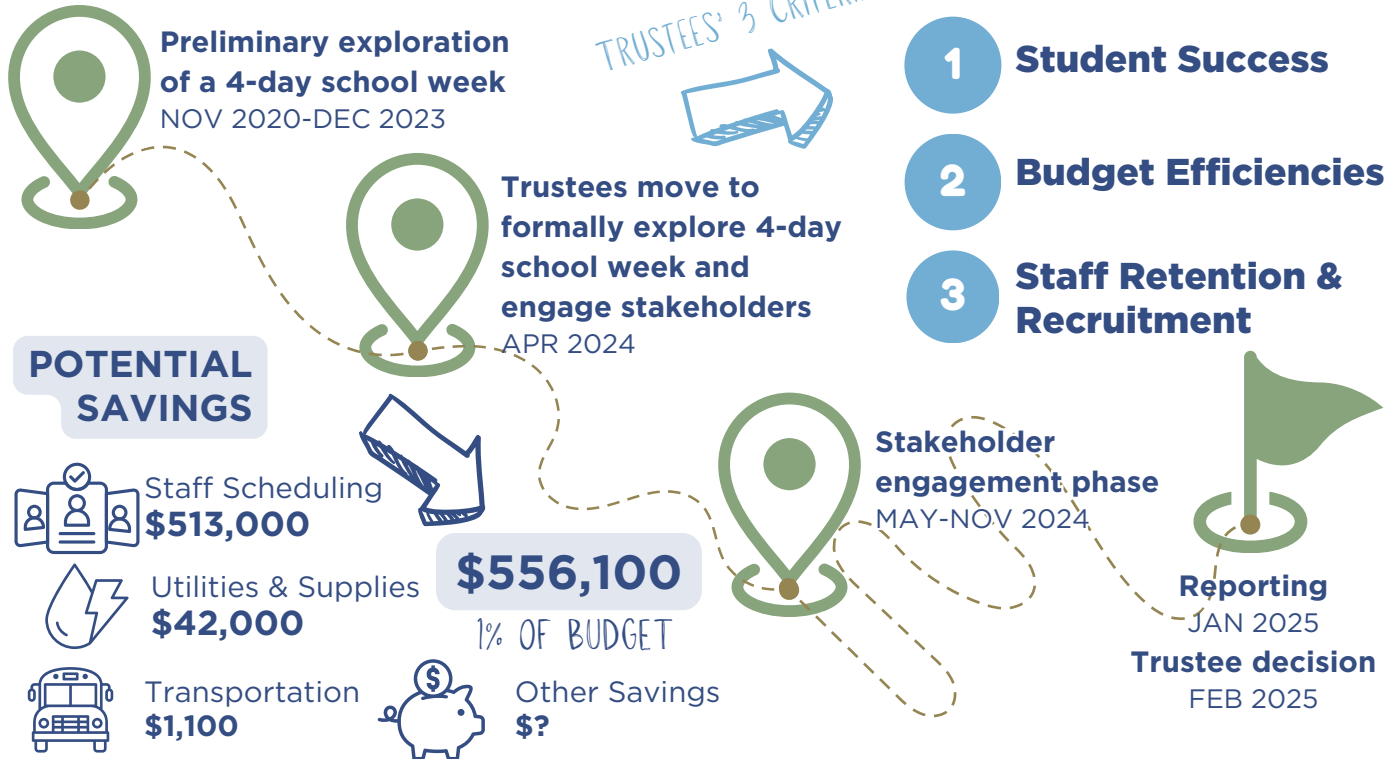 Preliminary exploration
of a 4-day school week
NOV 2020-DEC 2023
TRUSTEES' 3
1
Student Success
2
Budget Efficiencies
3
Staff Retention &
Recruitment
Trustees move to
formally explore 4-day
school week and
engage stakeholders
APR 2024
POTENTIAL
SAVINGS
Staff Scheduling
$513,000
Utilities & Supplies
$42,000
Transportation
$1,100
$556,100
1% OF BUDGET
$
Other Savings
$?
Stakeholder
engagement phase
MAY-NOV 2024
Reporting
JAN 2025
Trustee decision
FEB 2025